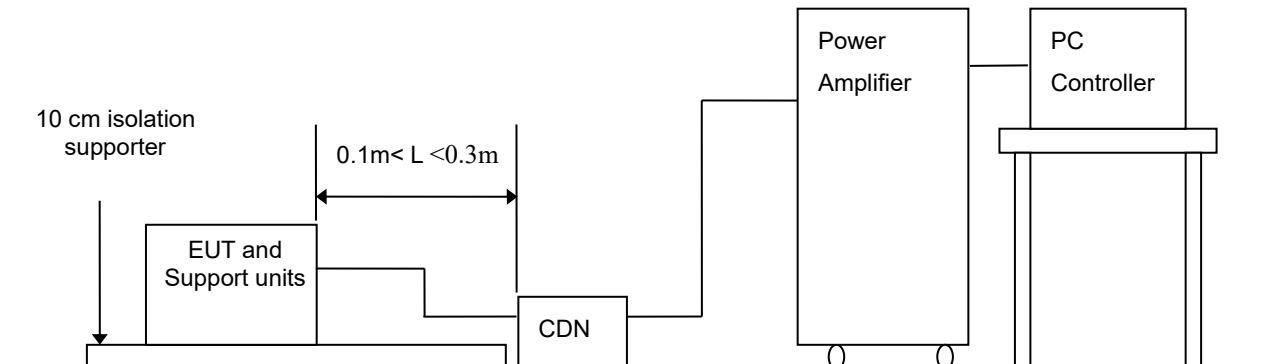 10 cm isolation
supporter
0.1m< L <0.3m
EUT and
Support units
CDN
Power
Amplifier
PC
Controller